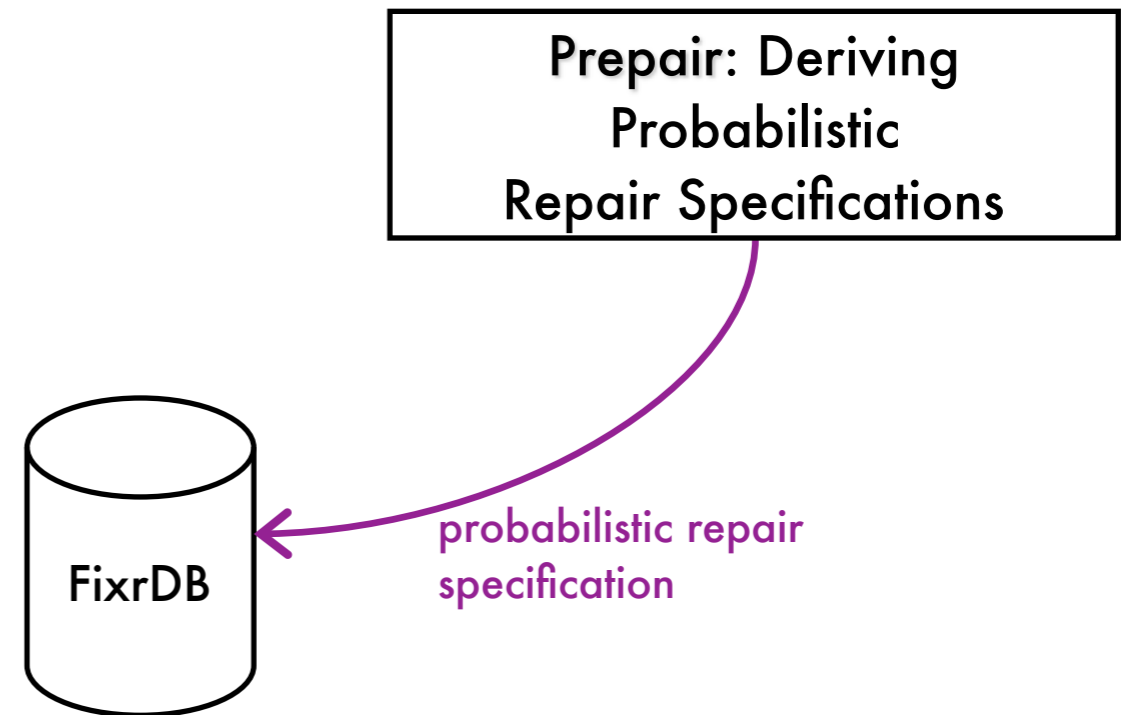 Prepair: Deriving
Probabilistic
Repair Specifications
probabilistic repair
specification
FixrDB